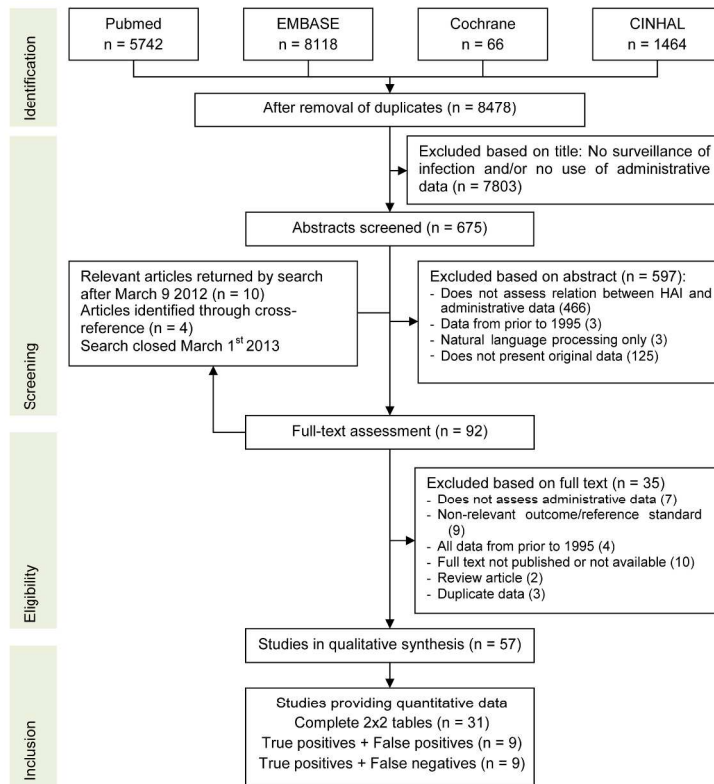 Pubmed
n = 5742
EMBASE
n = 8118
Cochrane
n = 66
CINHAL
n = 1464
Identification
After removal of duplicates n = 8478
Excluded based on title: No surveillance of
infection and/or no use of administrative
data (n = 7803)
Abstracts screened (n = 675)
Relevant articles returned by search
after March 9 2012 (n = 10)
Articles identified through cross-
reference (n = 4)
Search closed March 1st 2013
Excluded based on abstract (n = 597):
- Does not assess relation between HAI and
administrative data (466)
- Data from prior to 1995 (3)
- Natural language processing only (3)
- Does not present original data (125)
Screening
Full-text assessment (n = 92)
Excluded based on full text (n = 35)
- Does not assess administrative data (7)
- Non-relevant outcome/reference standard
(9)
- All data from prior to 1995 (4)
- Full text not published or not available (10)
- Review article (2)
- Duplicate data (3)
Eligibility
Studies in qualitative synthesis (n = 57)
Studies providing quantitative data
Complete 2x2 tables (n = 31)
True positives + False positives (n = 9)
True positives + False negatives (n = 9)
Inclusion